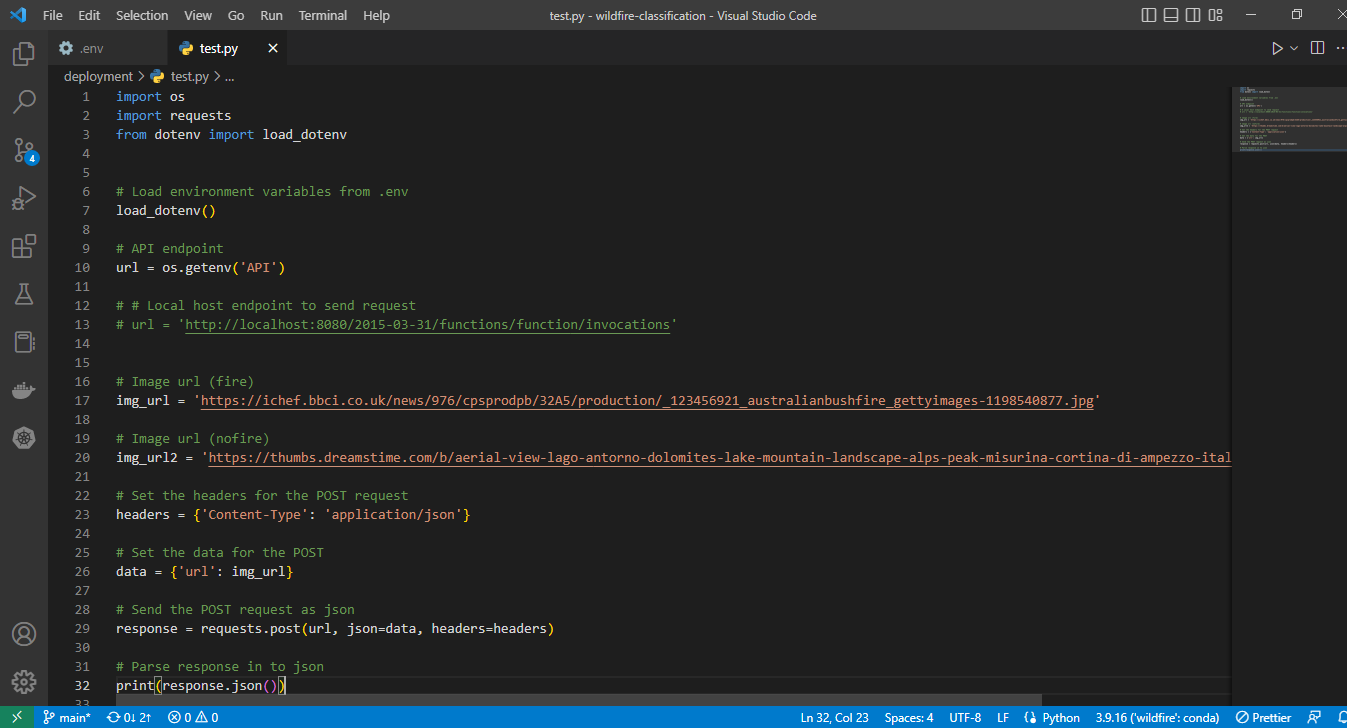 File Edit Selection View Go Run Terminal Help test.py - wildfire-classification - Visual Studio Code
.env test.py
deployment > test.py > ...
1 import os
2 import requests
3 from dotenv import load_dotenv
4
5
6 # Load environment variables from .env
7 load_dotenv()
8
9 # API endpoint
10 url = os.getenv('API')
11
12 # # Local host endpoint to send request
13 # url = 'http://localhost:8080/2015-03-31/functions/function/invocations'
14
15
16 # Image url (fire)
17 img_url = 'https://ichef.bbci.co.uk/news/976/cpsprodpb/32A5/production/_123456921_australianbushfire_gettyimages-1198540877.jpg'
18
19 # Image url (nofire)
20 img_url2 = 'https://thumbs.dreamstime.com/b/aerial-view-lago-antorno-dolomites-lake-mountain-landscape-alps-peak-misurina-cortina-di-ampezzo-ital
21
22 # Set the headers for the POST request
23 headers = {'Content-Type': 'application/json'}
24
25 # Set the data for the POST
26 data = {'url': img_url}
27
28 # Send the POST request as json
29 response = requests.post(url, json=data, headers=headers)
30
31 # Parse response in to json
32 print(response.json())
33
4
main* 0↓ 2↑ 0 0 Ln 32, Col 23 Spaces: 4 UTF-8 LF Python 3.9.16 ('wildfire': conda) Prettier